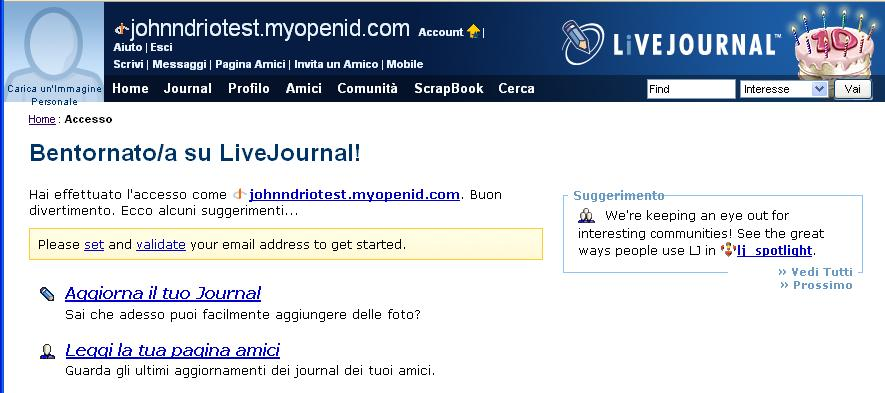 johnndriotest.myopenid.com Account |
Aiuto | Esci
Scrivi | Messaggi | Pagina Amici | Invita un Amico | Mobile
LiVEJOURNAL™
10
Carica un'Immagine
Personale
Home Journal Profilo Amici Comunità ScrapBook Cerca
Find Interesse Vai
Home : Accesso
Bentornato/a su LiveJournal!
Hai effettuato l'accesso come johnndriotest.myopenid.com. Buon
divertimento. Ecco alcuni suggerimenti...
Please set and validate your email address to get started.
Aggiorna il tuo Journal
Sai che adesso puoi facilmente aggiungere delle foto?
Leggi la tua pagina amici
Guarda gli ultimi aggiornamenti dei journal dei tuoi amici.
Suggerimento
We're keeping an eye out for
interesting communities! See the great
ways people use LJ in lj_spotlight.
» Vedi Tutti
» Prossimo